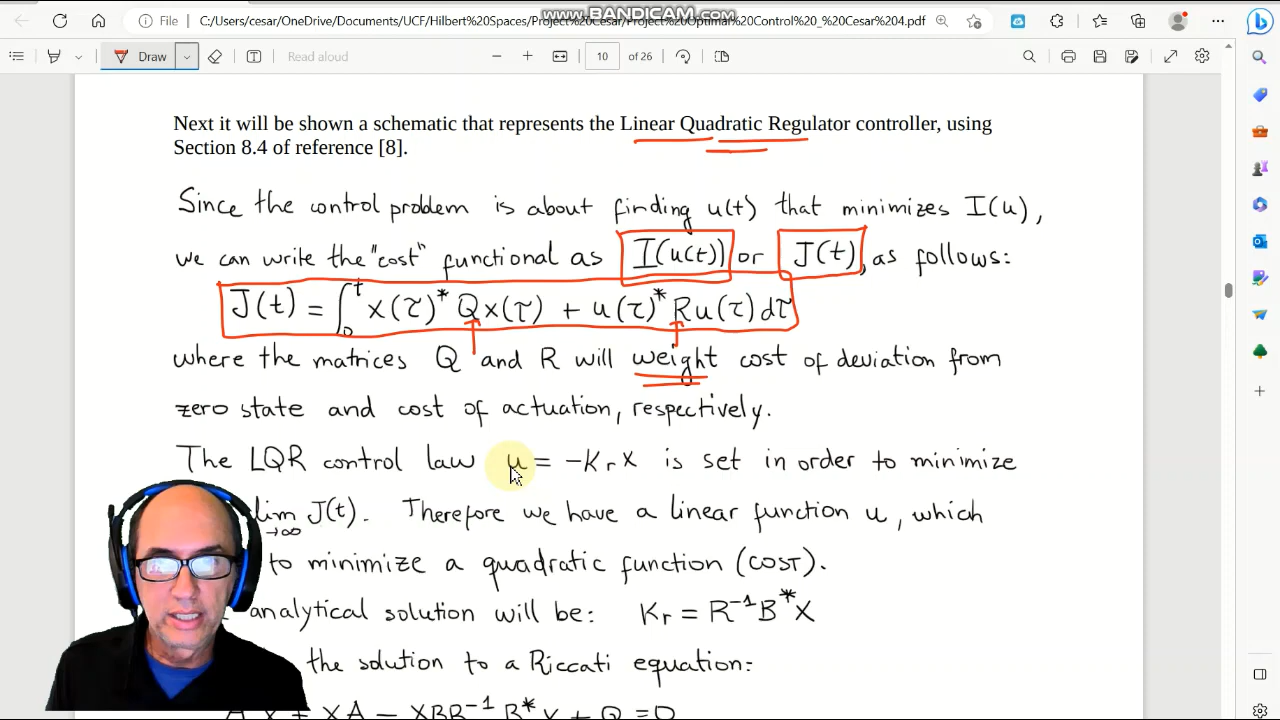 www.BANDICAM.com
File
C:/Users/cesar/OneDrive/Documents/UCF/Hilbert%20Spaces/Project%20Optimal%20Control%20_%20Cesar%204.pdf
Draw
Read aloud
10 of 26
Next it will be shown a schematic that represents the Linear Quadratic Regulator controller, using
Section 8.4 of reference [8].
Since the control problem is about finding u(t) that minimizes I(u),
we can write the "cost" functional as I(u(t)) or J(t), as follows:
J(t) = ∫₀ᵗ x(τ)* Q x(τ) + u(τ)* R u(τ) dτ
where the matrices Q and R will weight cost of deviation from
zero state and cost of actuation, respectively.
The LQR control law u = -Kᵣ x is set in order to minimize
lim →∞ J(t). Therefore we have a linear function u, which
to minimize a quadratic function (COST).
analytical solution will be: Kᵣ = R⁻¹B*X
the solution to a Riccati equation:
X + XA - XBR⁻¹B*X + Q = 0